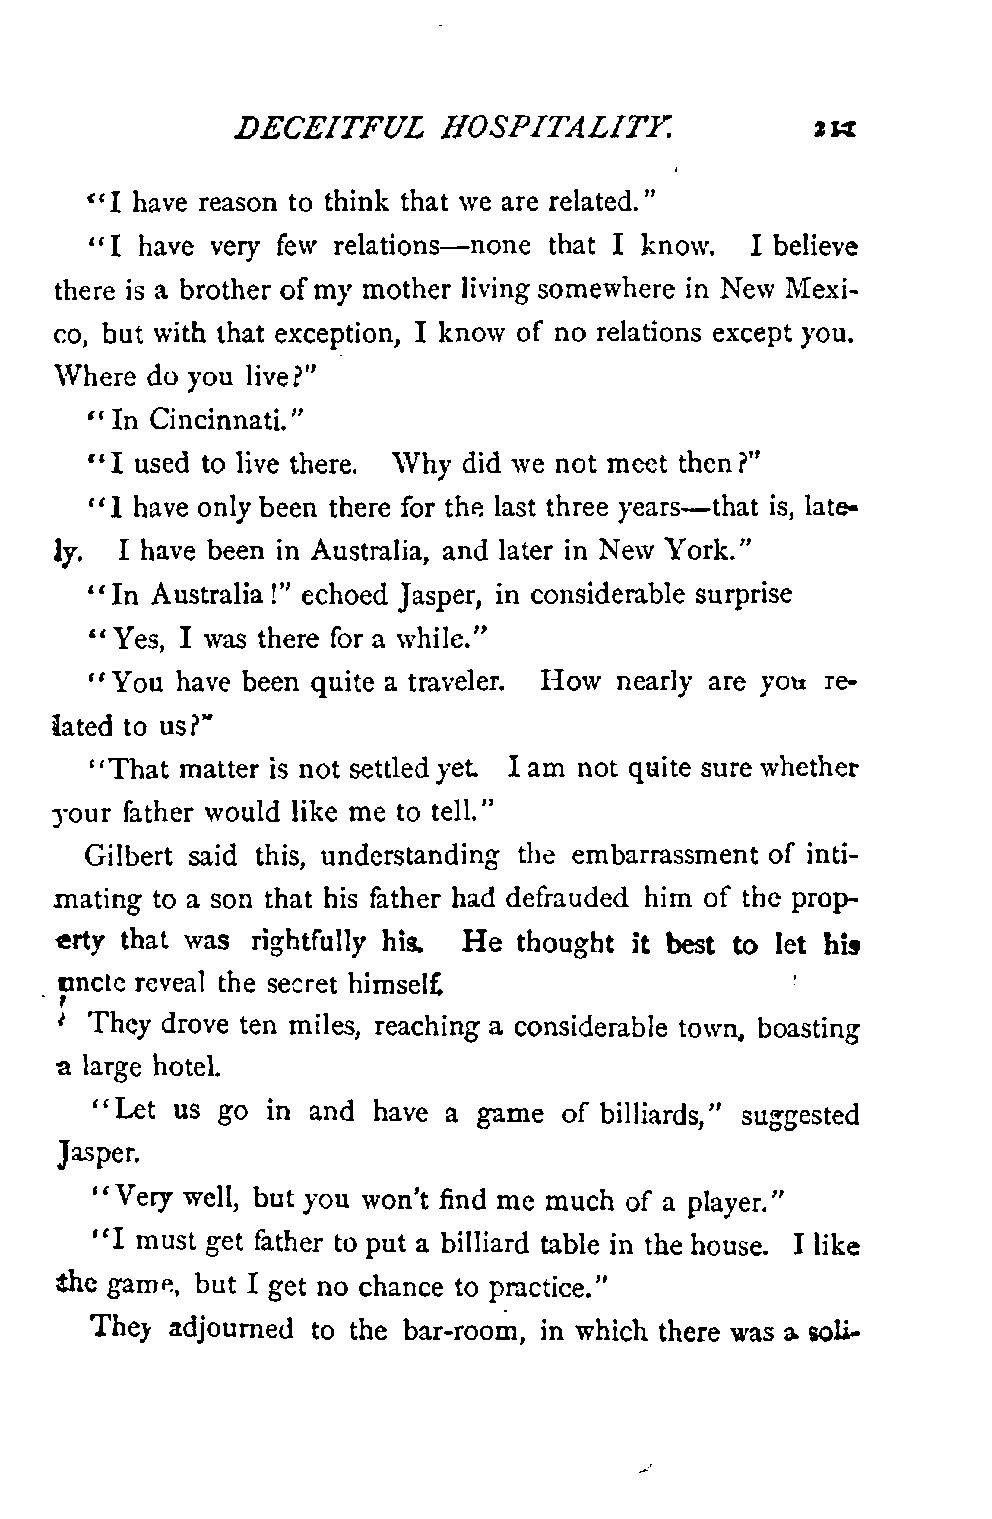 DECEITFUL HOSPITALITY. 211
"I have reason to think that we are related."
"I have very few relations—none that I know. I believe
there is a brother of my mother living somewhere in New Mexi-
co, but with that exception, I know of no relations except you.
Where do you live?"
"In Cincinnati."
"I used to live there. Why did we not meet then?"
"I have only been there for the last three years—that is, late-
ly. I have been in Australia, and later in New York."
"In Australia!" echoed Jasper, in considerable surprise
"Yes, I was there for a while."
"You have been quite a traveler. How nearly are you re-
lated to us?"
"That matter is not settled yet. I am not quite sure whether
your father would like me to tell."
Gilbert said this, understanding the embarrassment of inti-
mating to a son that his father had defrauded him of the prop-
erty that was rightfully his. He thought it best to let his
uncle reveal the secret himself.
They drove ten miles, reaching a considerable town, boasting
a large hotel.
"Let us go in and have a game of billiards," suggested
Jasper.
"Very well, but you won't find me much of a player."
"I must get father to put a billiard table in the house. I like
the game, but I get no chance to practice."
They adjourned to the bar-room, in which there was a soli-